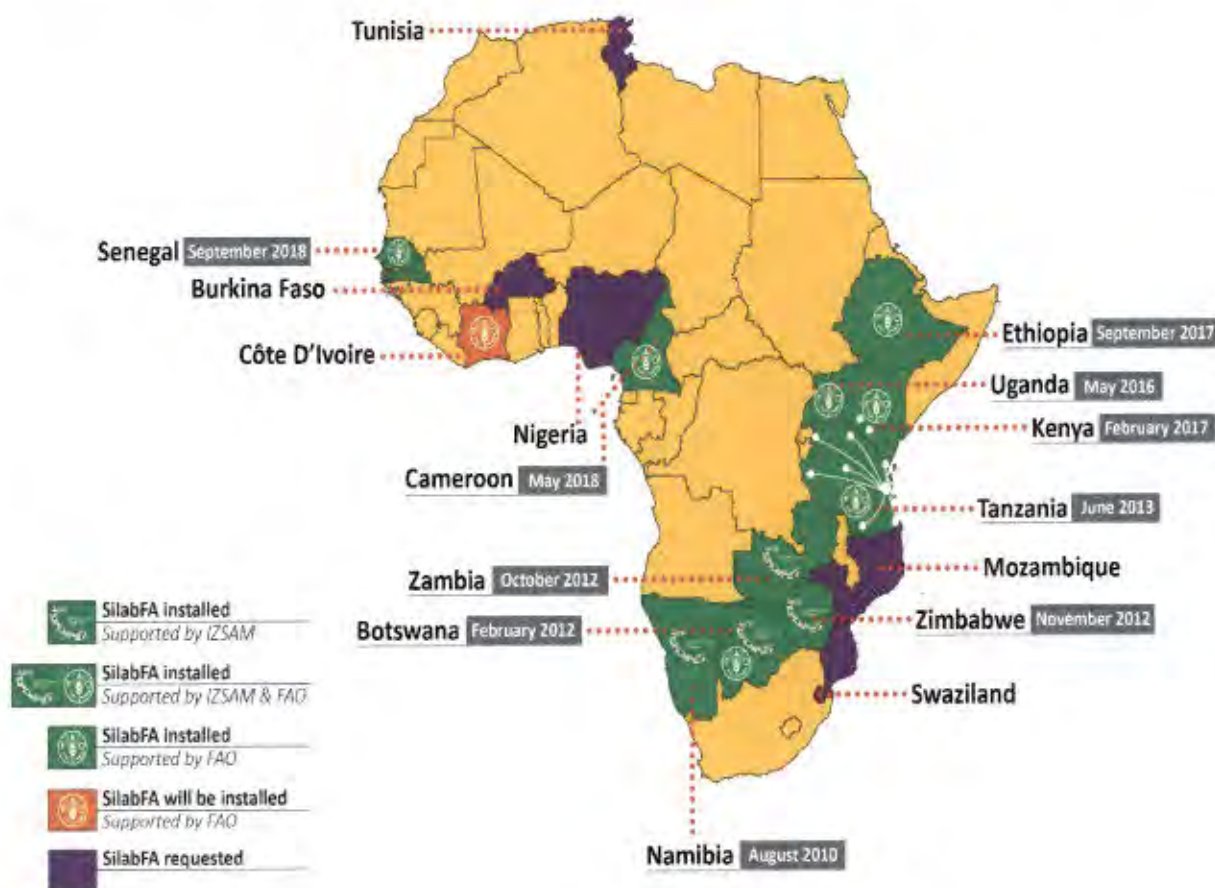 Tunisia
Senegal September 2018
Burkina Faso
Côte D'Ivoire
Nigeria
Cameroon May 2018
Ethiopia September 2017
Uganda May 2016
Kenya February 2017
Tanzania June 2013
Mozambique
Zambia October 2012
Zimbabwe November 2012
Botswana February 2012
Swaziland
Namibia August 2010
SilabFA installed
Supported by IZSAM
SilabFA installed
Supported by IZSAM & FAO
SilabFA installed
Supported by FAO
SilabFA will be installed
Supported by FAO
SilabFA requested